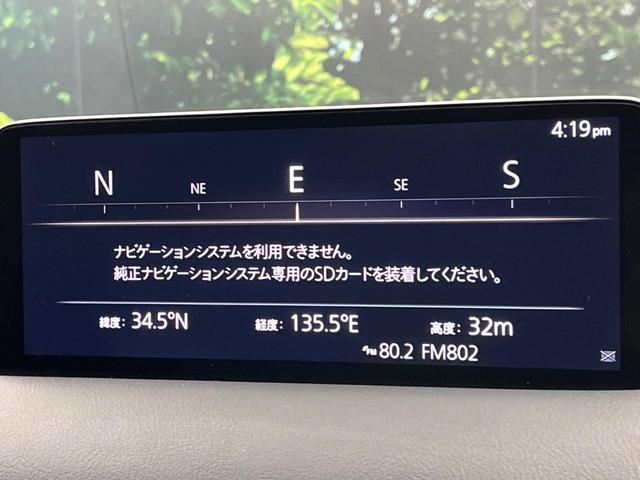 4:19pm
N NE E SE S
ナビゲーションシステムを利用できません。
純正ナビゲーションシステム専用のSDカードを装着してください。
緯度: 34.5°N 経度: 135.5°E 高度: 32m
FM 80.2 FM802